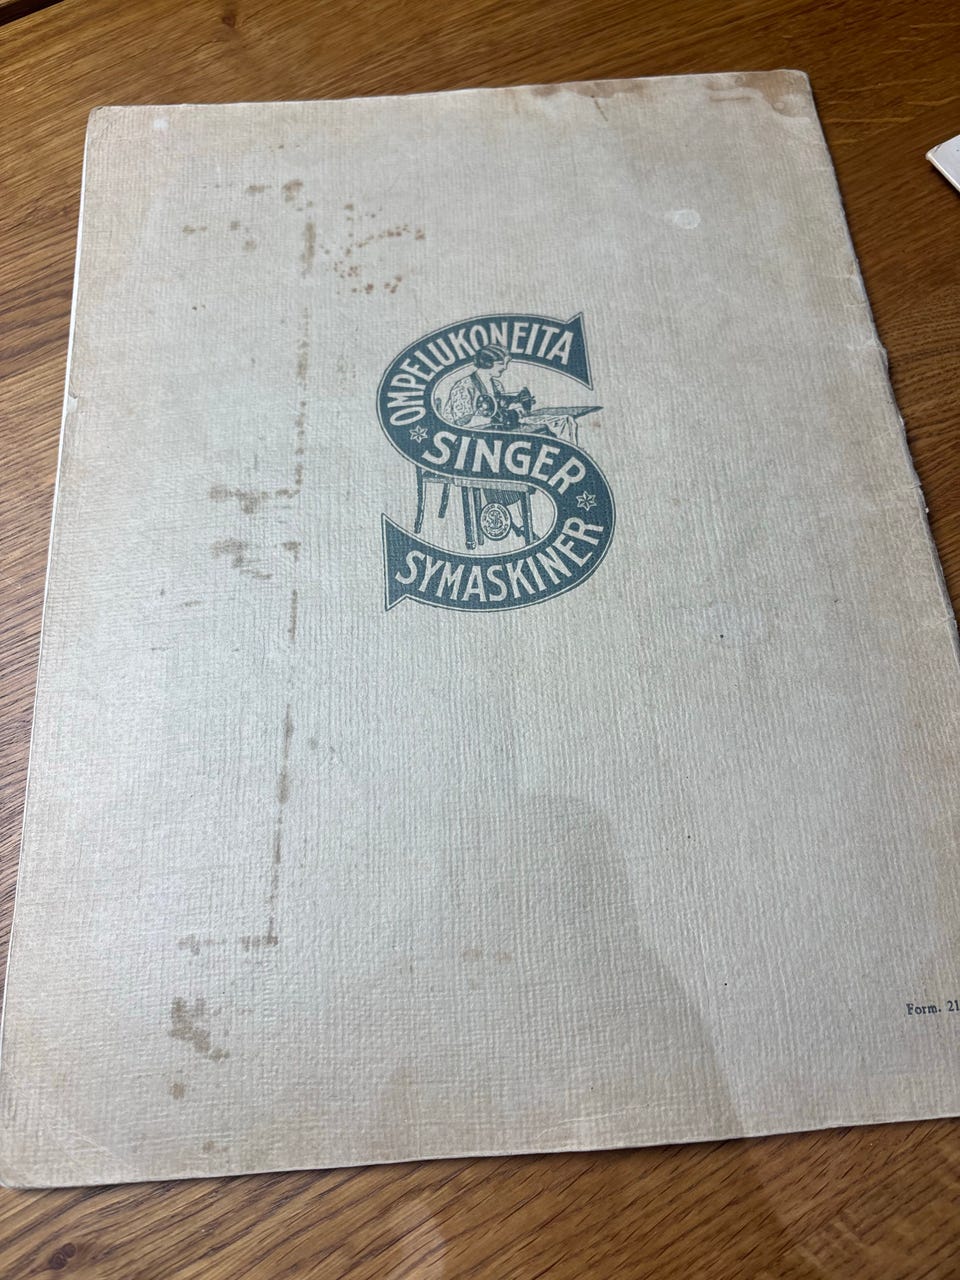 OMPELUKONEITA
SINGER
SYMASKINER
Form. 21